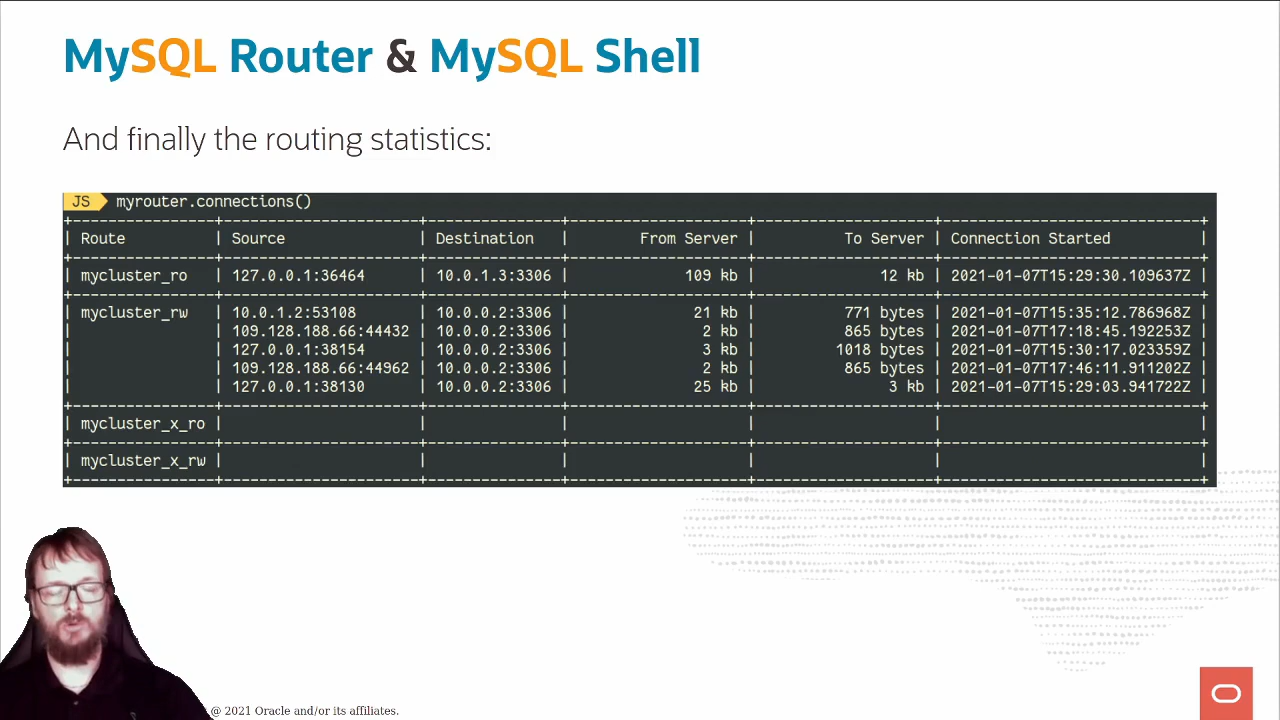 MySQL Router & MySQL Shell
And finally the routing statistics:
JS myrouter.connections()
| Route | Source | Destination | From Server | To Server | Connection Started |
| mycluster_ro | 127.0.0.1:36464 | 10.0.1.3:3306 | 109 kb | 12 kb | 2021-01-07T15:29:30.109637Z |
| mycluster_rw | 10.0.1.2:53108 | 10.0.0.2:3306 | 21 kb | 771 bytes | 2021-01-07T15:35:12.786968Z |
| | 109.128.188.66:44432 | 10.0.0.2:3306 | 2 kb | 865 bytes | 2021-01-07T17:18:45.192253Z |
| | 127.0.0.1:38154 | 10.0.0.2:3306 | 3 kb | 1018 bytes | 2021-01-07T15:30:17.023359Z |
| | 109.128.188.66:44962 | 10.0.0.2:3306 | 2 kb | 865 bytes | 2021-01-07T17:46:11.911202Z |
| | 127.0.0.1:38130 | 10.0.0.2:3306 | 25 kb | 3 kb | 2021-01-07T15:29:03.941722Z |
| mycluster_x_ro | | | | | |
| mycluster_x_rw | | | | | |
@ 2021 Oracle and/or its affiliates.